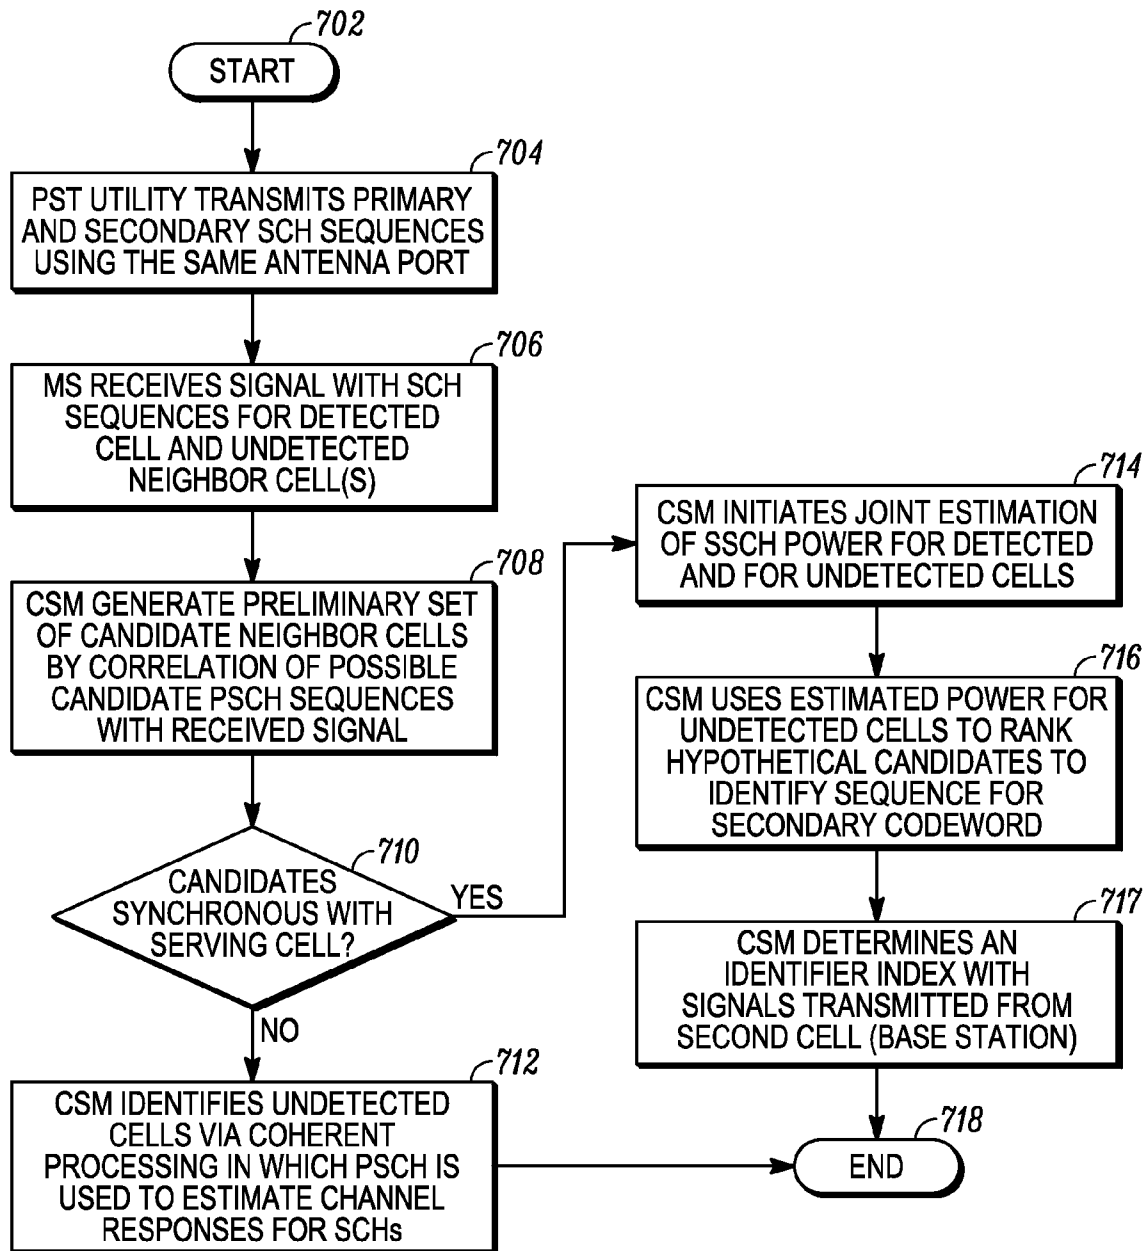 702
START
704
PST UTILITY TRANSMITS PRIMARY
AND SECONDARY SCH SEQUENCES
USING THE SAME ANTENNA PORT
706
MS RECEIVES SIGNAL WITH SCH
SEQUENCES FOR DETECTED
CELL AND UNDETECTED
NEIGHBOR CELL(S)
708
CSM GENERATE PRELIMINARY SET
OF CANDIDATE NEIGHBOR CELLS
BY CORRELATION OF POSSIBLE
CANDIDATE PSCH SEQUENCES
WITH RECEIVED SIGNAL
710
CANDIDATES
SYNCHRONOUS WITH
SERVING CELL?
YES
NO
712
CSM IDENTIFIES UNDETECTED
CELLS VIA COHERENT
PROCESSING IN WHICH PSCH IS
USED TO ESTIMATE CHANNEL
RESPONSES FOR SCHs
714
CSM INITIATES JOINT ESTIMATION
OF SSCH POWER FOR DETECTED
AND FOR UNDETECTED CELLS
716
CSM USES ESTIMATED POWER FOR
UNDETECTED CELLS TO RANK
HYPOTHETICAL CANDIDATES TO
IDENTIFY SEQUENCE FOR
SECONDARY CODEWORD
717
CSM DETERMINES AN
IDENTIFIER INDEX WITH
SIGNALS TRANSMITTED FROM
SECOND CELL (BASE STATION)
718
END